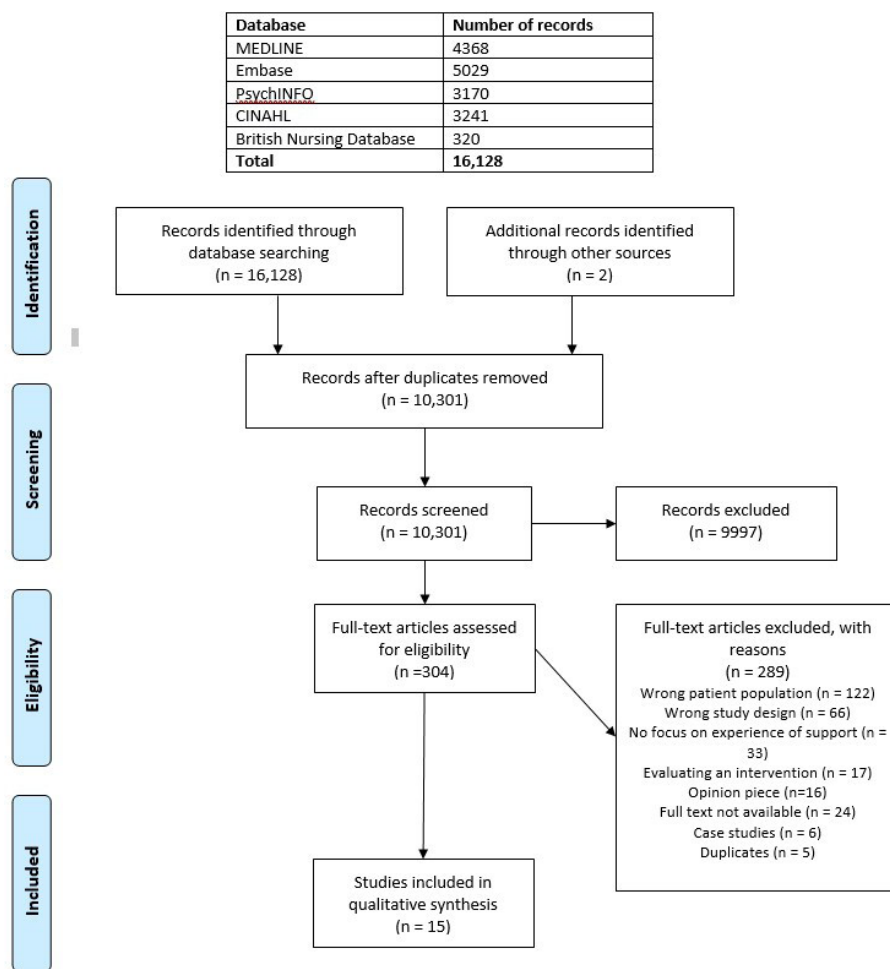 Database Number of records
MEDLINE 4368
Embase 5029
PsychINFO 3170
CINAHL 3241
British Nursing Database 320
Total 16,128
Identification
Records identified through
database searching
(n = 16,128)
Additional records identified
through other sources
(n = 2)
Records after duplicates removed
(n = 10,301)
Screening
Records screened
(n = 10,301)
Records excluded
(n = 9997)
Eligibility
Full-text articles assessed
for eligibility
(n =304)
Full-text articles excluded, with
reasons
(n = 289)
Wrong patient population (n = 122)
Wrong study design (n = 66)
No focus on experience of support (n =
33)
Evaluating an intervention (n = 17)
Opinion piece (n=16)
Full text not available (n = 24)
Case studies (n = 6)
Duplicates (n = 5)
Included
Studies included in
qualitative synthesis
(n = 15)